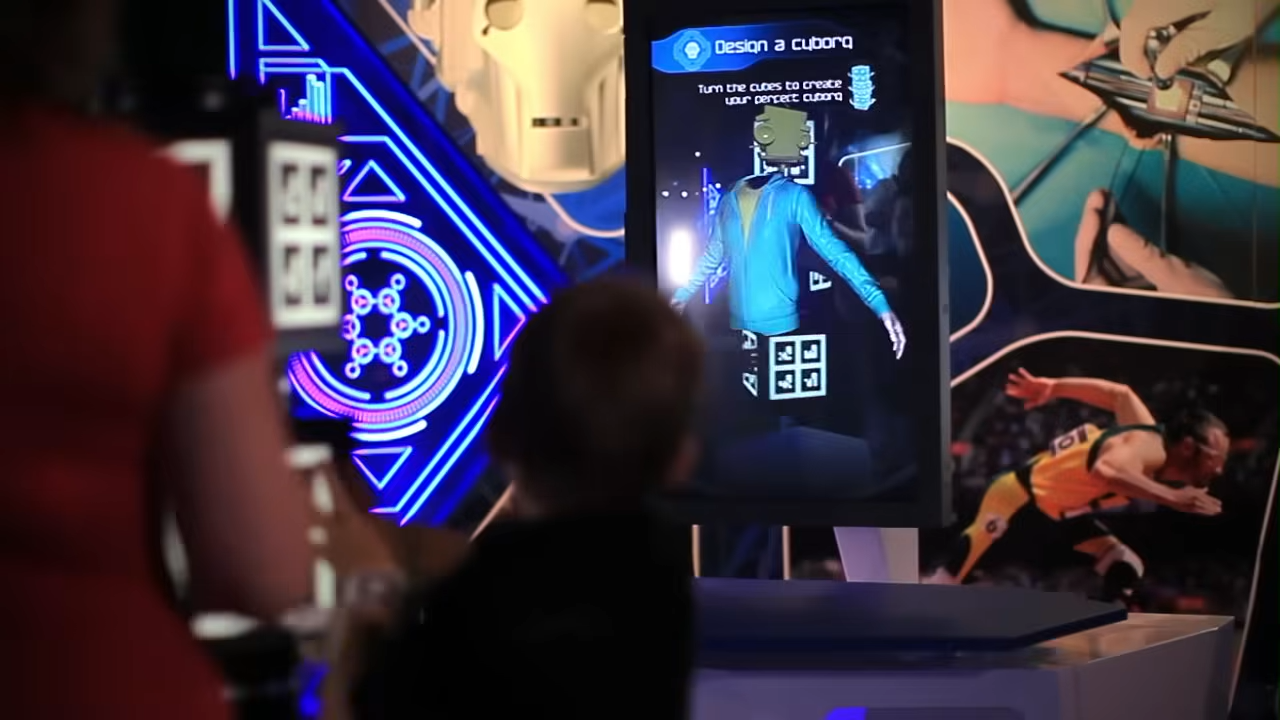 Design a cyborg
Turn the cubes to create
your perfect cyborg